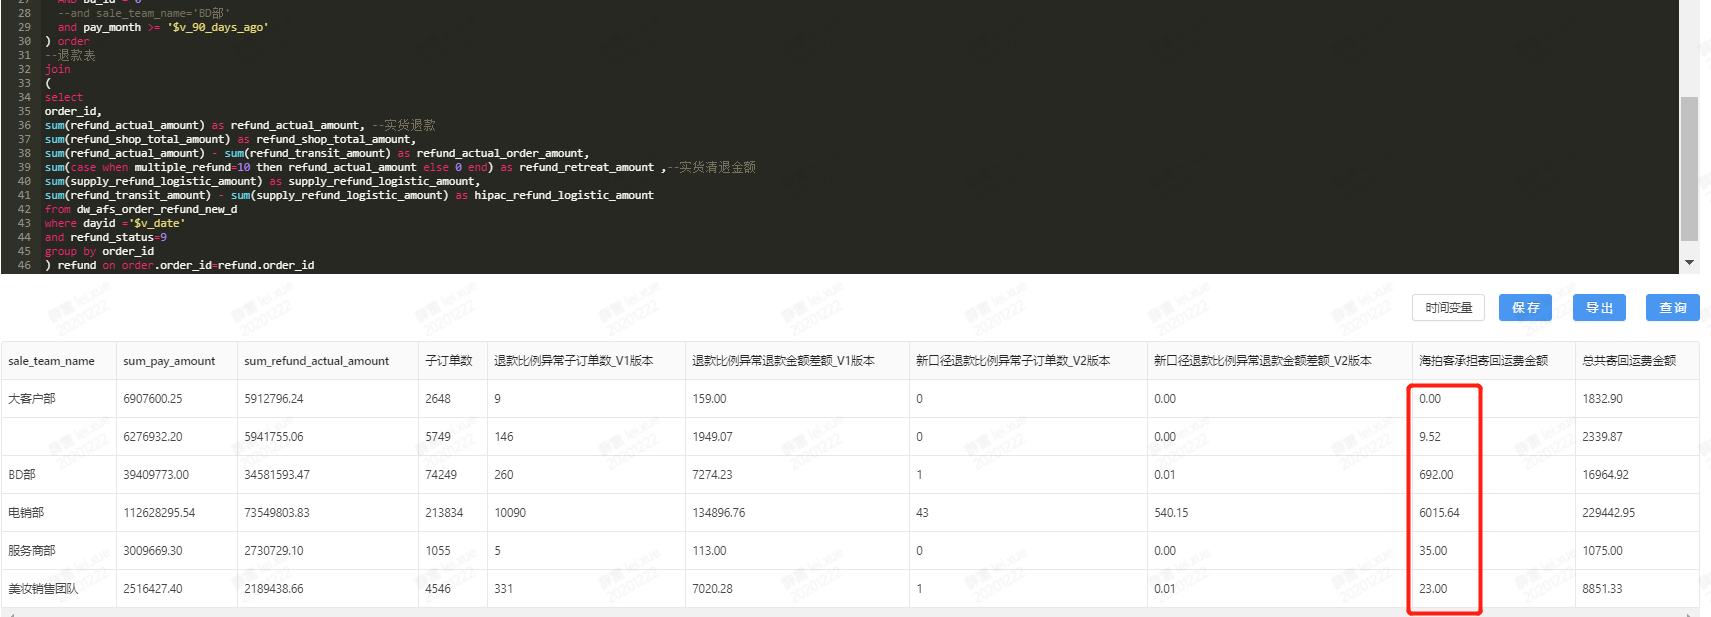 28 --and sale_team_name='BD部'
29 and pay_month >= '$v_90_days_ago'
30 ) order
31 --退款表
32 join
33 (
34 select
35 order_id,
36 sum(refund_actual_amount) as refund_actual_amount, --实货退款
37 sum(refund_shop_total_amount) as refund_shop_total_amount,
38 sum(refund_actual_amount) - sum(refund_transit_amount) as refund_actual_order_amount,
39 sum(case when multiple_refund=10 then refund_actual_amount else 0 end) as refund_retreat_amount ,--实货清退金额
40 sum(supply_refund_logistic_amount) as supply_refund_logistic_amount,
41 sum(refund_transit_amount) - sum(supply_refund_logistic_amount) as hipac_refund_logistic_amount
42 from dw_afs_order_refund_new_d
43 where dayid ='$v_date'
44 and refund_status=9
45 group by order_id
46 ) refund on order.order_id=refund.order_id
时间变量 保存 导出 查询
sale_team_name sum_pay_amount sum_refund_actual_amount 子订单数 退款比例异常子订单数_V1版本 退款比例异常退款金额差额_V1版本 新口径退款比例异常子订单数_V2版本 新口径退款比例异常退款金额差额_V2版本 海拍客承担寄回运费金额 总共寄回运费金额
大客户部 6907600.25 5912796.24 2648 9 159.00 0 0.00 0.00 1832.90
6276932.20 5941755.06 5749 146 1949.07 0 0.00 9.52 2339.87
BD部 39409773.00 34581593.47 74249 260 7274.23 1 0.01 692.00 16964.92
电销部 112628295.54 73549803.83 213834 10090 134896.76 43 540.15 6015.64 229442.95
服务商部 3009669.30 2730729.10 1055 5 113.00 0 0.00 35.00 1075.00
美妆销售团队 2516427.40 2189438.66 4546 331 7020.28 1 0.01 23.00 8851.33